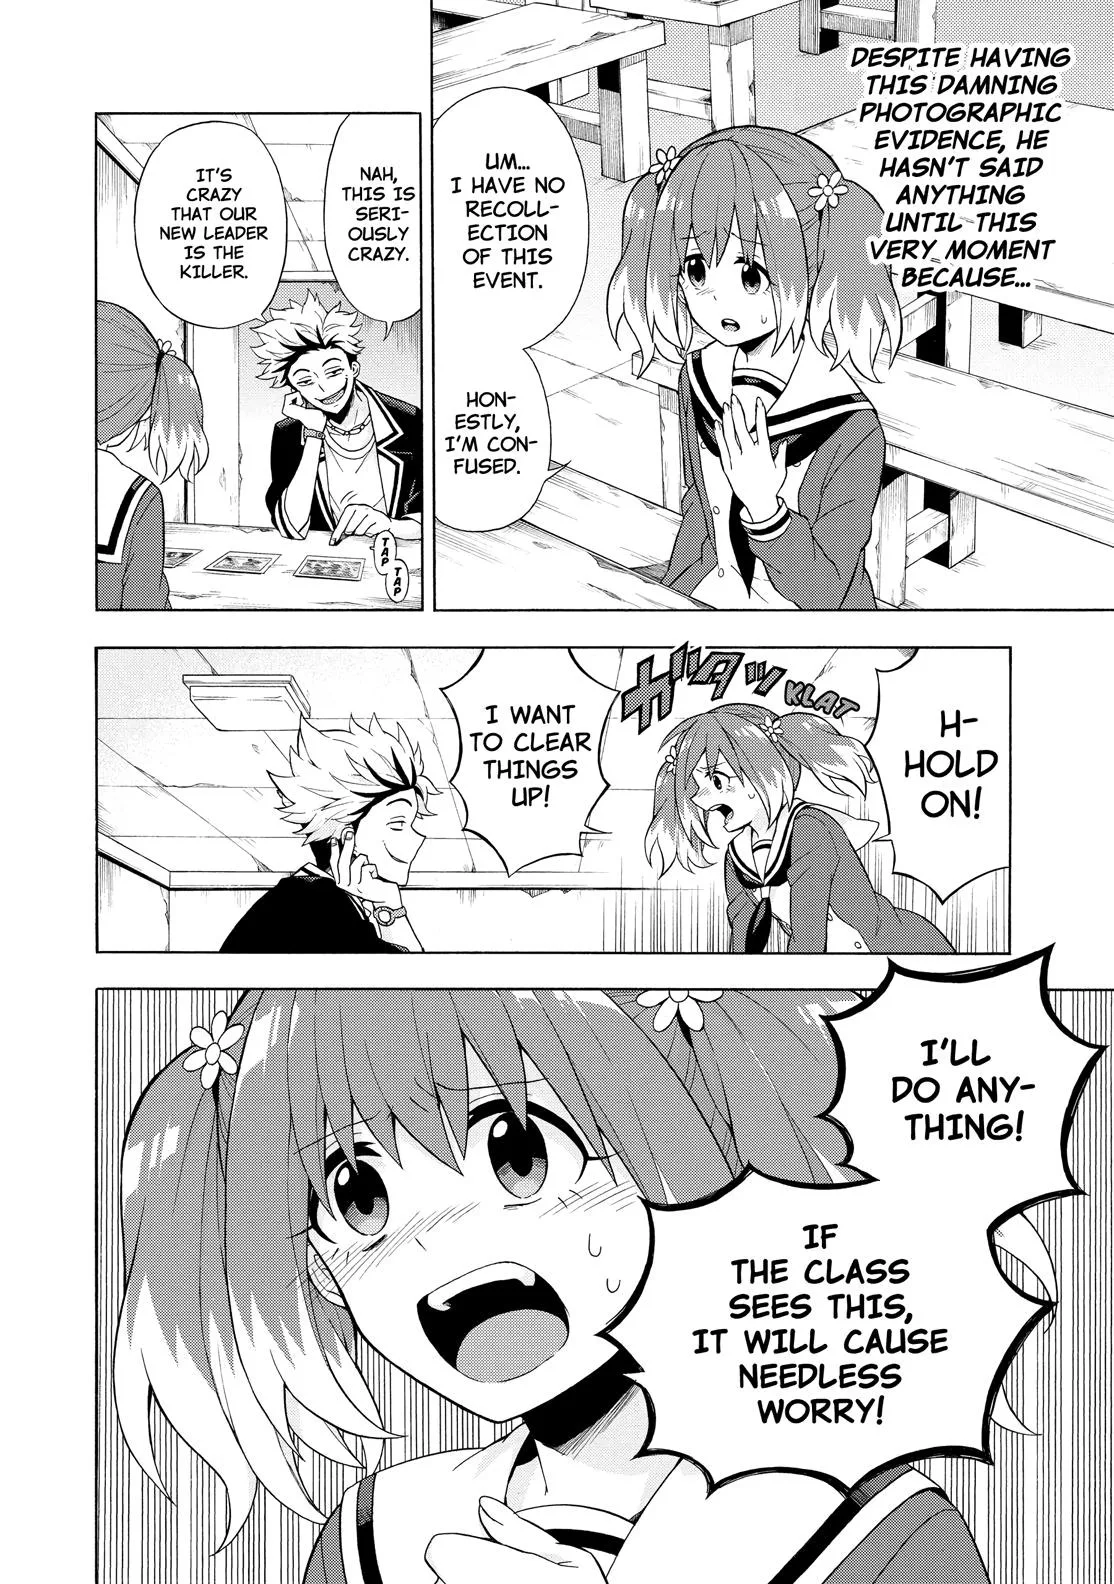 DESPITE HAVING
THIS DAMNING
PHOTOGRAPHIC
EVIDENCE, HE
HASN'T SAID
ANYTHING
UNTIL THIS
VERY MOMENT
BECAUSE...
UM...
I HAVE NO
RECOLL-
ECTION
OF THIS
EVENT.
HON-
ESTLY,
I'M CON-
FUSED.
NAH,
THIS IS
SERI-
OUSLY
CRAZY.
IT'S
CRAZY
THAT OUR
NEW LEADER
IS THE
KILLER.
TAP
TAP
H-
HOLD
ON!
ガタッ
KLAT
I WANT
TO CLEAR
THINGS
UP!
I'LL
DO ANY-
THING!
IF
THE CLASS
SEES THIS,
IT WILL CAUSE
NEEDLESS
WORRY!